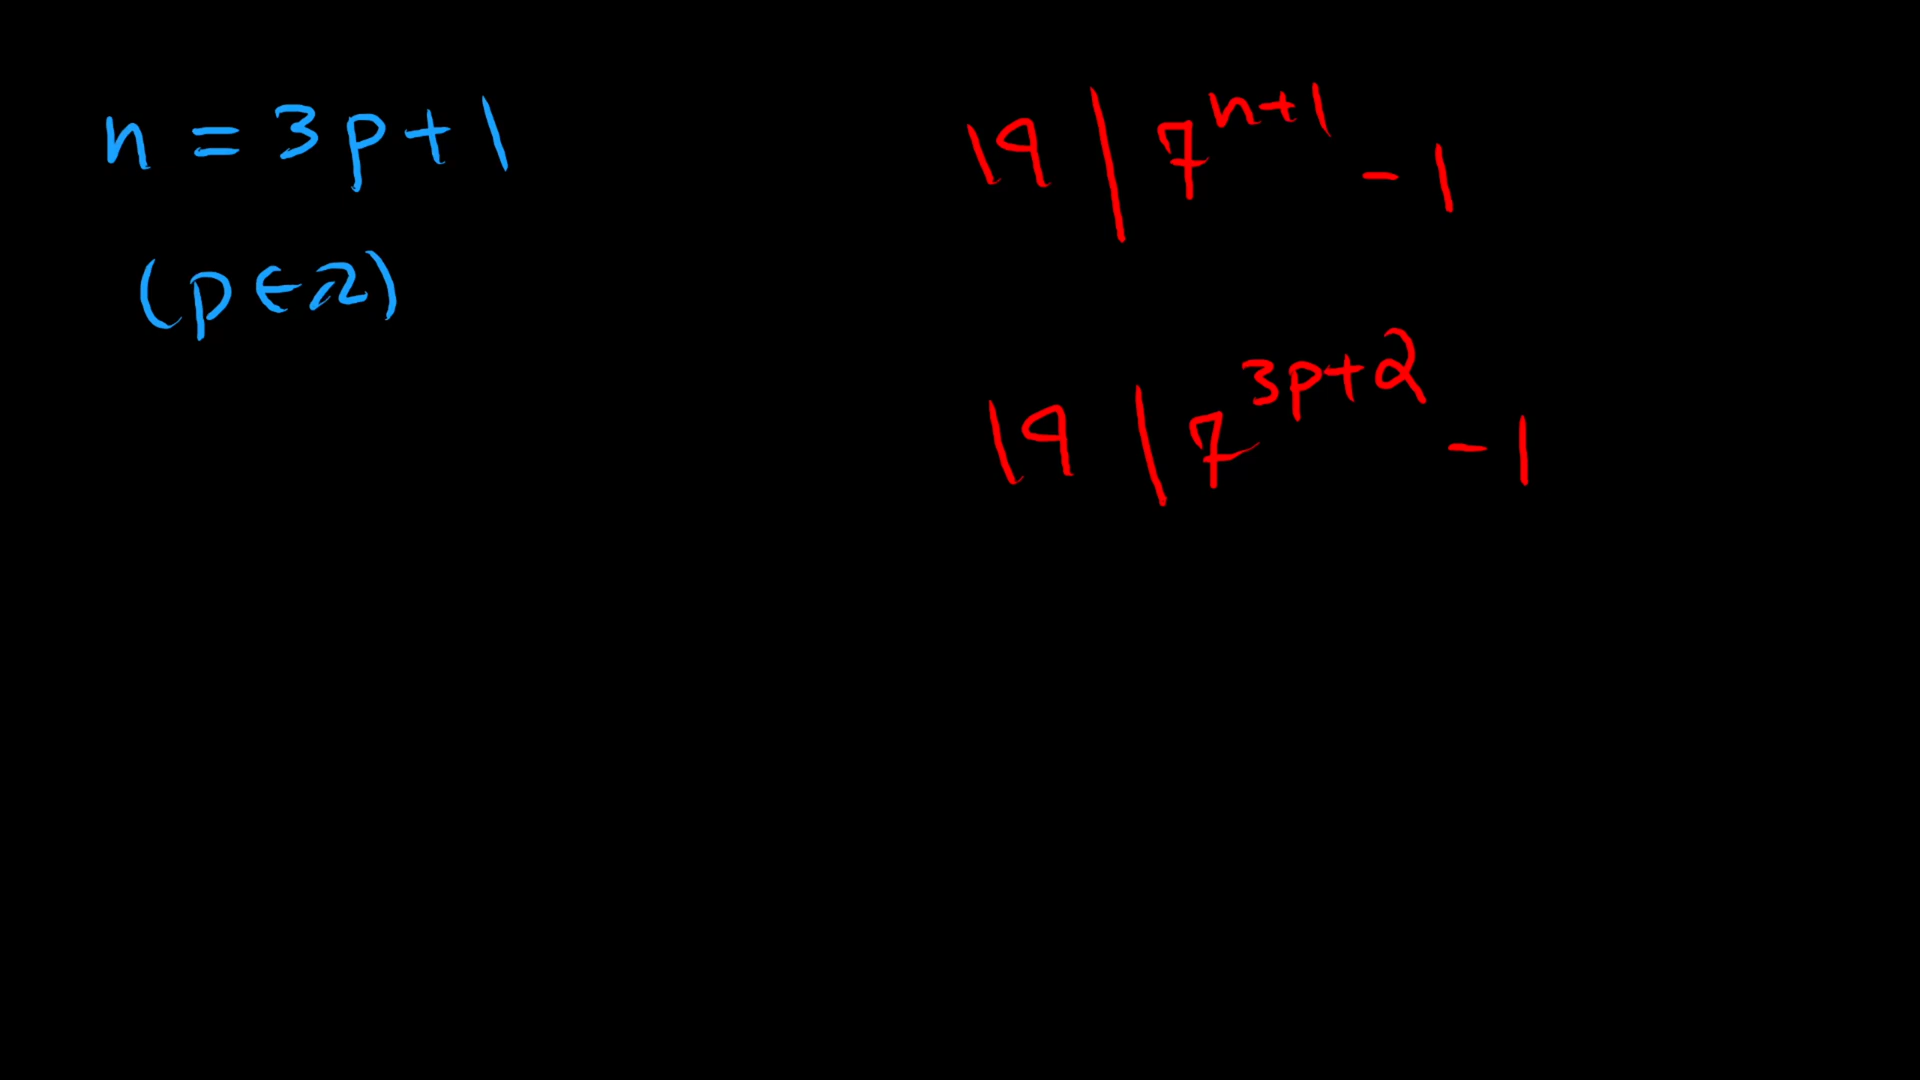 n = 3p+1
(p∈ℤ)
19 | 7^{n+1} - 1
19 | 7^{3p+2} - 1